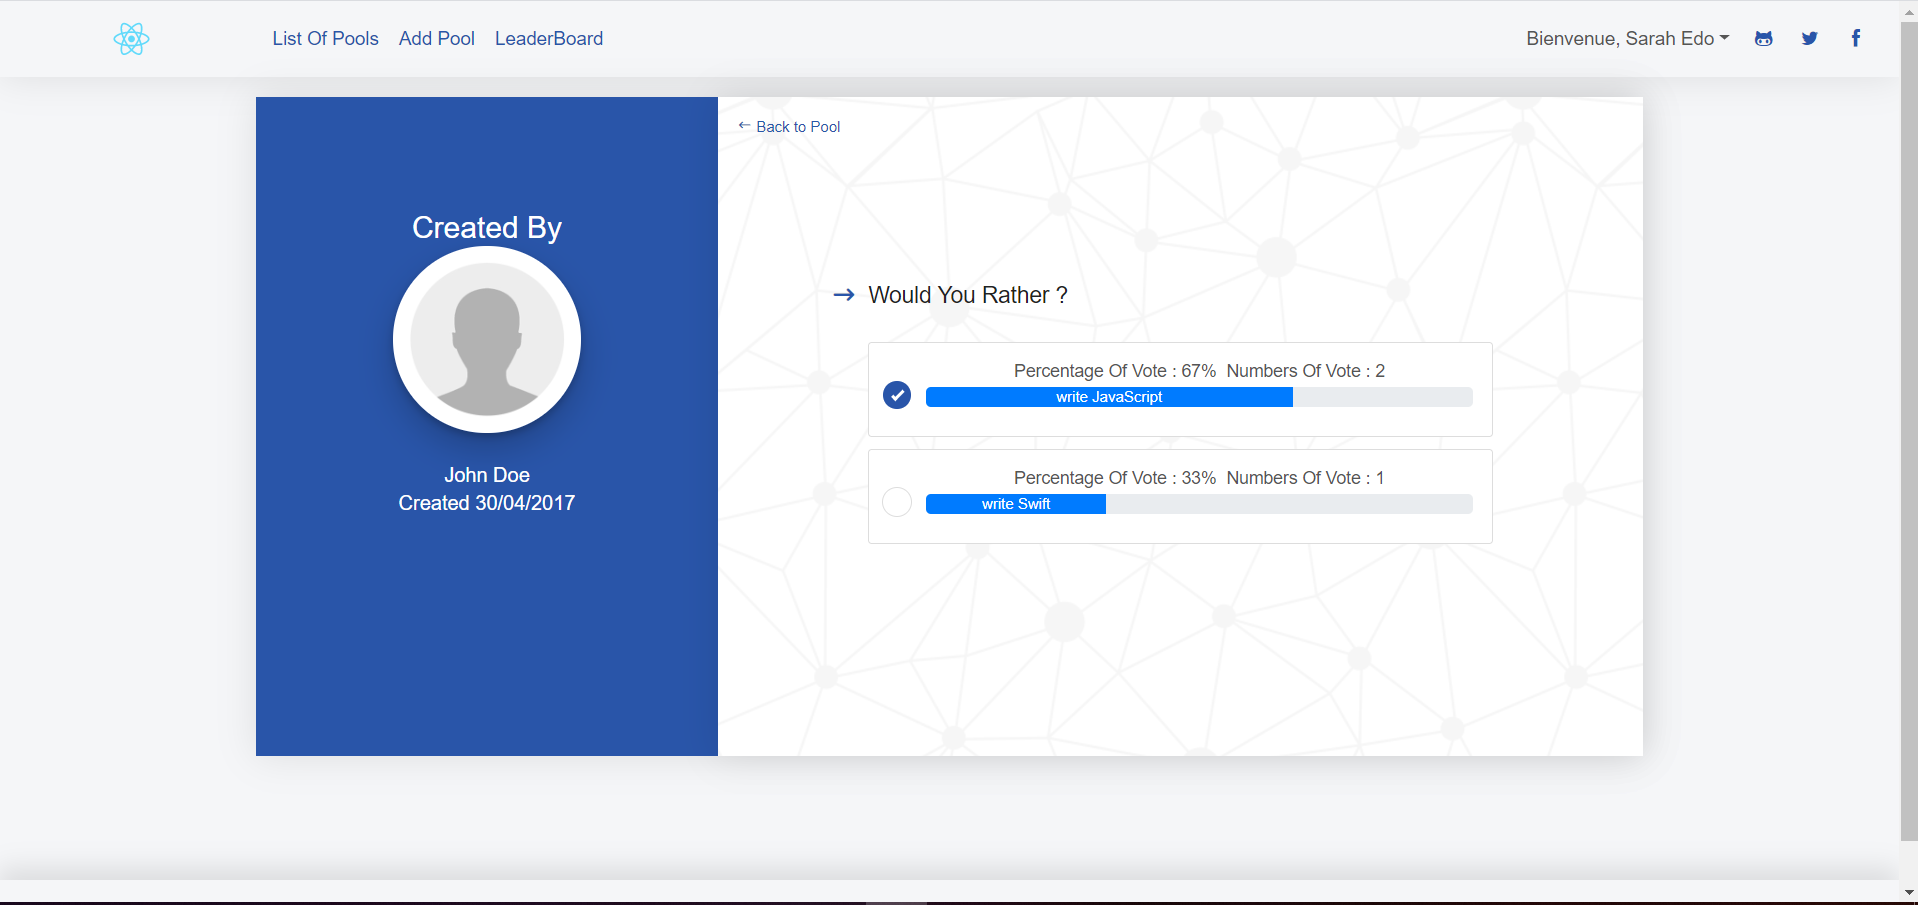 List Of Pools Add Pool LeaderBoard Bienvenue, Sarah Edo
Created By
John Doe
Created 30/04/2017
Back to Pool
Would You Rather ?
Percentage Of Vote : 67% Numbers Of Vote : 2
write JavaScript
Percentage Of Vote : 33% Numbers Of Vote : 1
write Swift